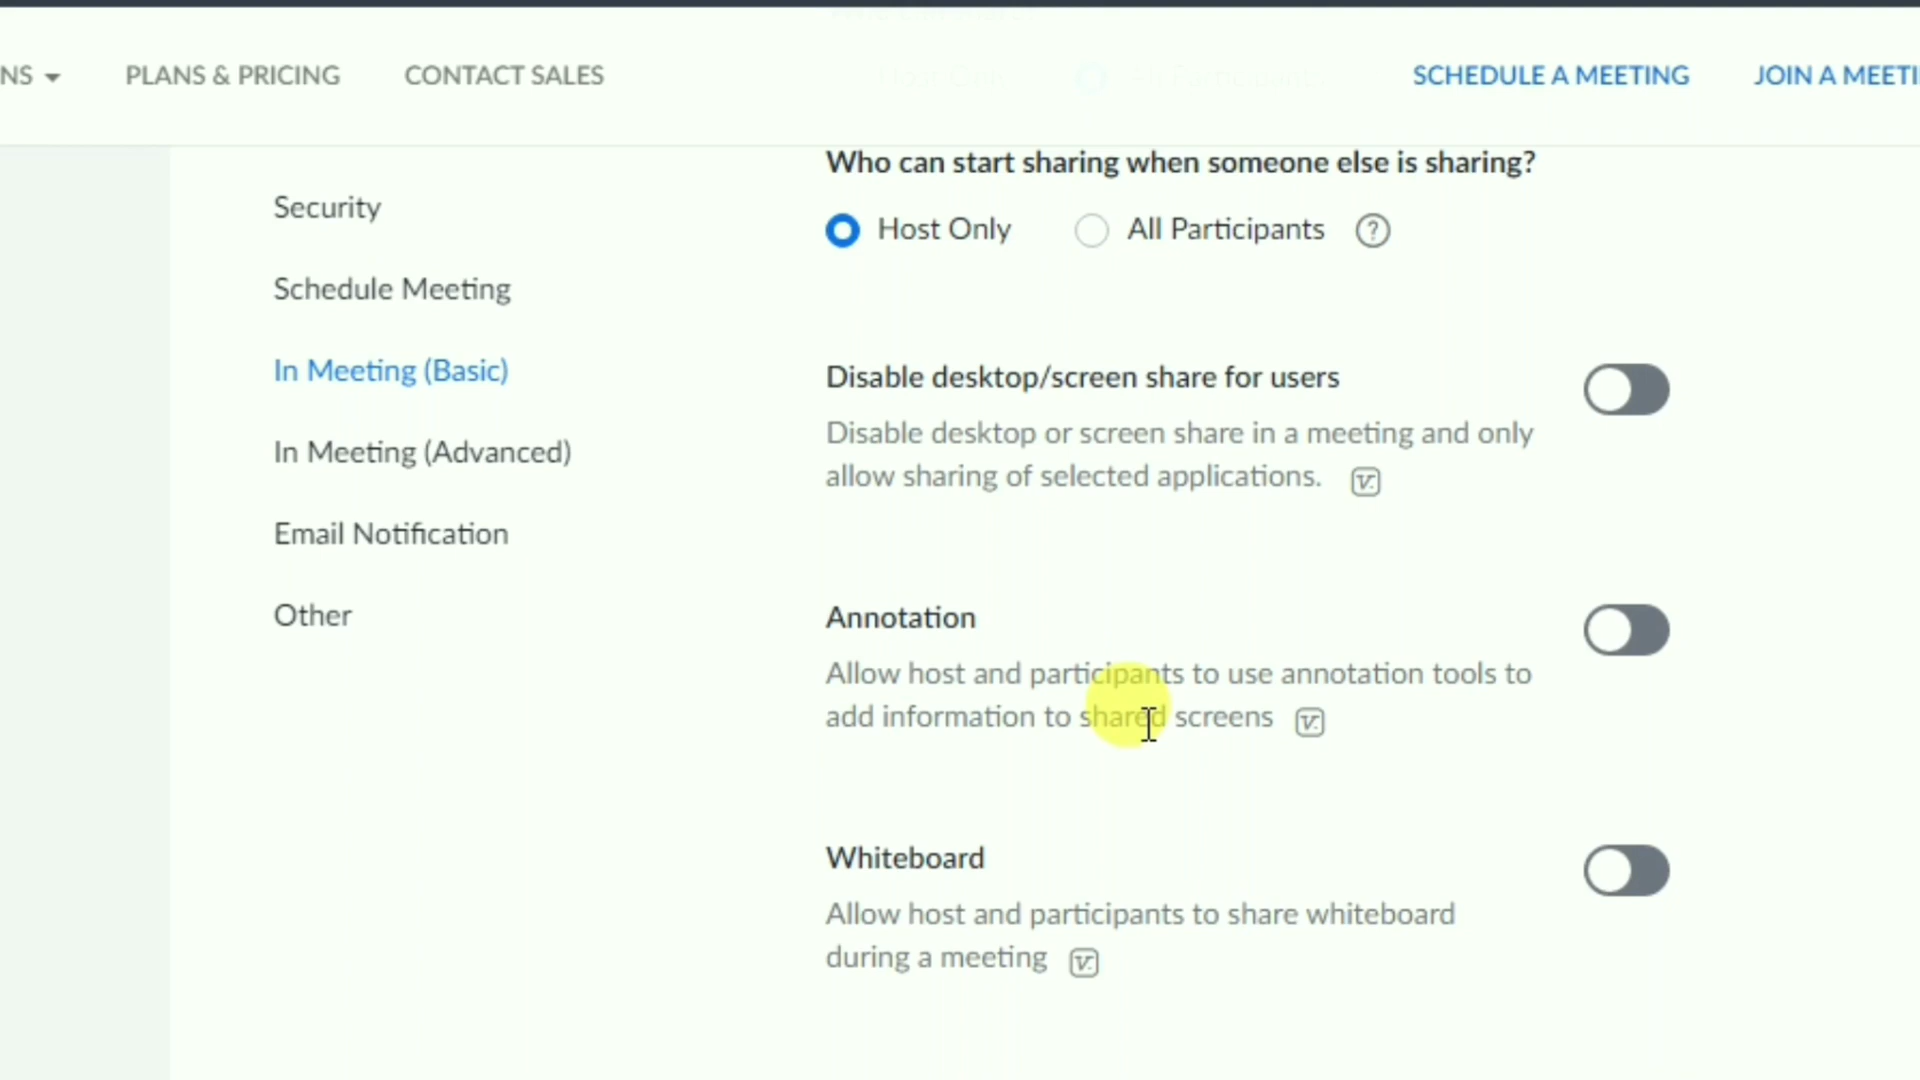 NS
PLANS & PRICING
CONTACT SALES
SCHEDULE A MEETING
JOIN A MEETI
Security
Schedule Meeting
In Meeting (Basic)
In Meeting (Advanced)
Email Notification
Other
Who can start sharing when someone else is sharing?
Host Only
All Participants
?
Disable desktop/screen share for users
Disable desktop or screen share in a meeting and only
allow sharing of selected applications.
Annotation
Allow host and participants to use annotation tools to
add information to shared screens
Whiteboard
Allow host and participants to share whiteboard
during a meeting